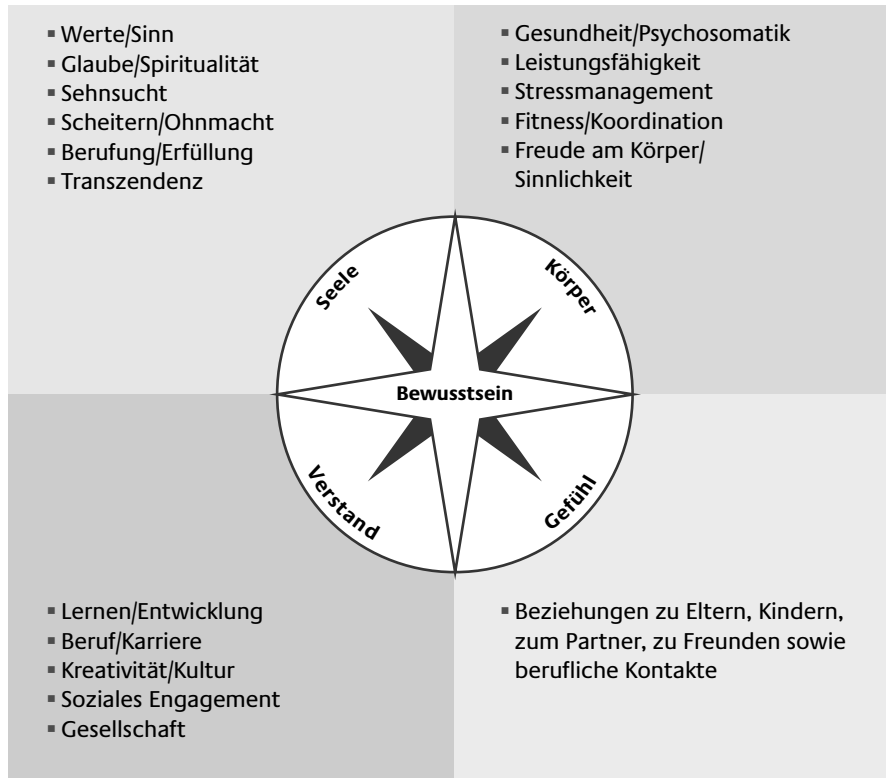 ▪ Werte/Sinn
▪ Glaube/Spiritualität
▪ Sehnsucht
▪ Scheitern/Ohnmacht
▪ Berufung/Erfüllung
▪ Transzendenz
▪ Gesundheit/Psychosomatik
▪ Leistungsfähigkeit
▪ Stressmanagement
▪ Fitness/Koordination
▪ Freude am Körper/
Sinnlichkeit
Seele
Körper
Bewusstsein
Verstand
Gefühl
▪ Lernen/Entwicklung
▪ Beruf/Karriere
▪ Kreativität/Kultur
▪ Soziales Engagement
▪ Gesellschaft
▪ Beziehungen zu Eltern, Kindern,
zum Partner, zu Freunden sowie
berufliche Kontakte